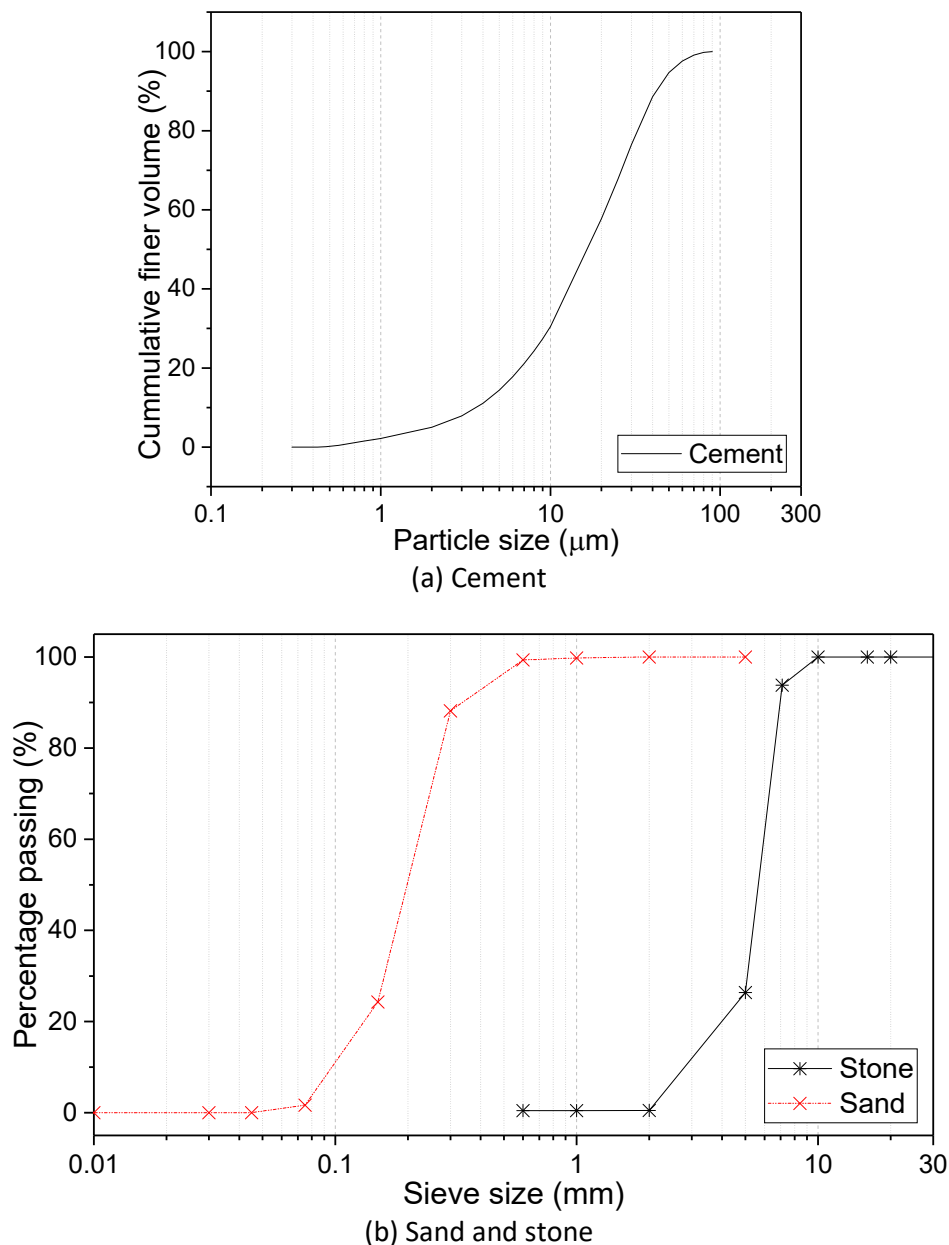 Cummulative finer volume (%)
100
80
60
40
20
0
Cement
0.1
1
10
100
300
Particle size (μm)
(a) Cement
Percentage passing (%)
100
80
60
40
20
0
Stone
Sand
0.01
0.1
1
10
30
Sieve size (mm)
(b) Sand and stone